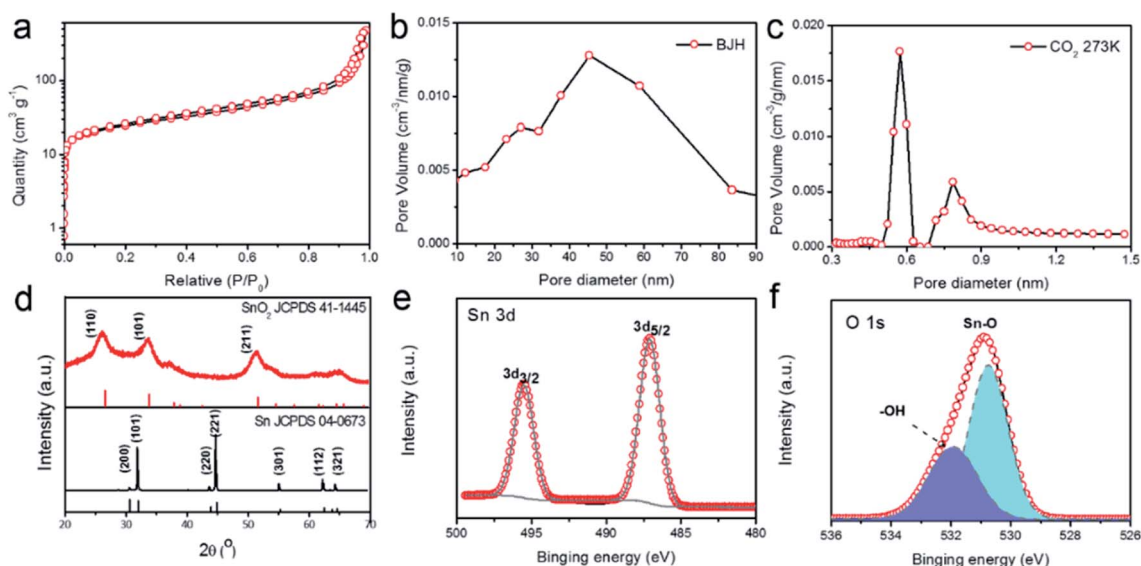 a
Quantity (cm³ g⁻¹)
100
10
1
0.0 0.2 0.4 0.6 0.8 1.0
Relative (P/P₀)
b
BJH
Pore Volume (cm⁻³/nm/g)
0.015
0.010
0.005
0.000
10 20 30 40 50 60 70 80 90
Pore diameter (nm)
c
CO₂ 273K
Pore Volume (cm⁻³/g/nm)
0.020
0.015
0.010
0.005
0.000
0.3 0.6 0.9 1.2 1.5
Pore diameter (nm)
d
SnO₂ JCPDS 41-1445
(110)
(101)
(211)
Sn JCPDS 04-0673
(200)
(101)
(220)
(221)
(301)
(112)
(321)
Intensity (a.u.)
20 30 40 50 60 70
2θ (°)
e
Sn 3d
3d₃/₂
3d₅/₂
Intensity (a.u.)
500 495 490 485 480
Binging energy (eV)
f
O 1s
Sn-O
-OH
Intensity (a.u.)
536 534 532 530 528 526
Binging energy (eV)